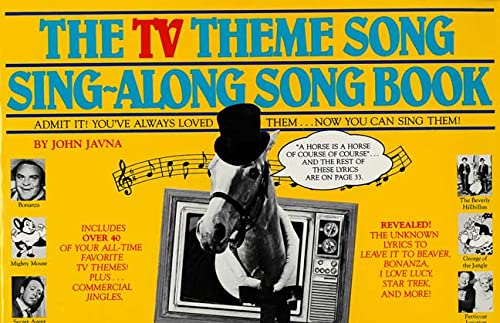 THE TV THEME SONG
SING-ALONG SONG BOOK
ADMIT IT! YOU'VE ALWAYS LOVED THEM...NOW YOU CAN SING THEM!
BY JOHN JAVNA
"A HORSE IS A HORSE
OF COURSE OF COURSE"...
AND THE REST
OF THESE LYRICS
ARE ON PAGE 33.
Bonanza
Mighty Mouse
Secret Agent
INCLUDES
OVER 40
OF YOUR ALL-TIME
FAVORITE
TV THEMES!
PLUS...
COMMERCIAL
JINGLES,
REVEALED!
THE UNKNOWN
LYRICS TO
LEAVE IT TO BEAVER,
BONANZA,
I LOVE LUCY,
STAR TREK,
AND MORE!
The Beverly
Hillbillies
George of
the Jungle
Petticoat